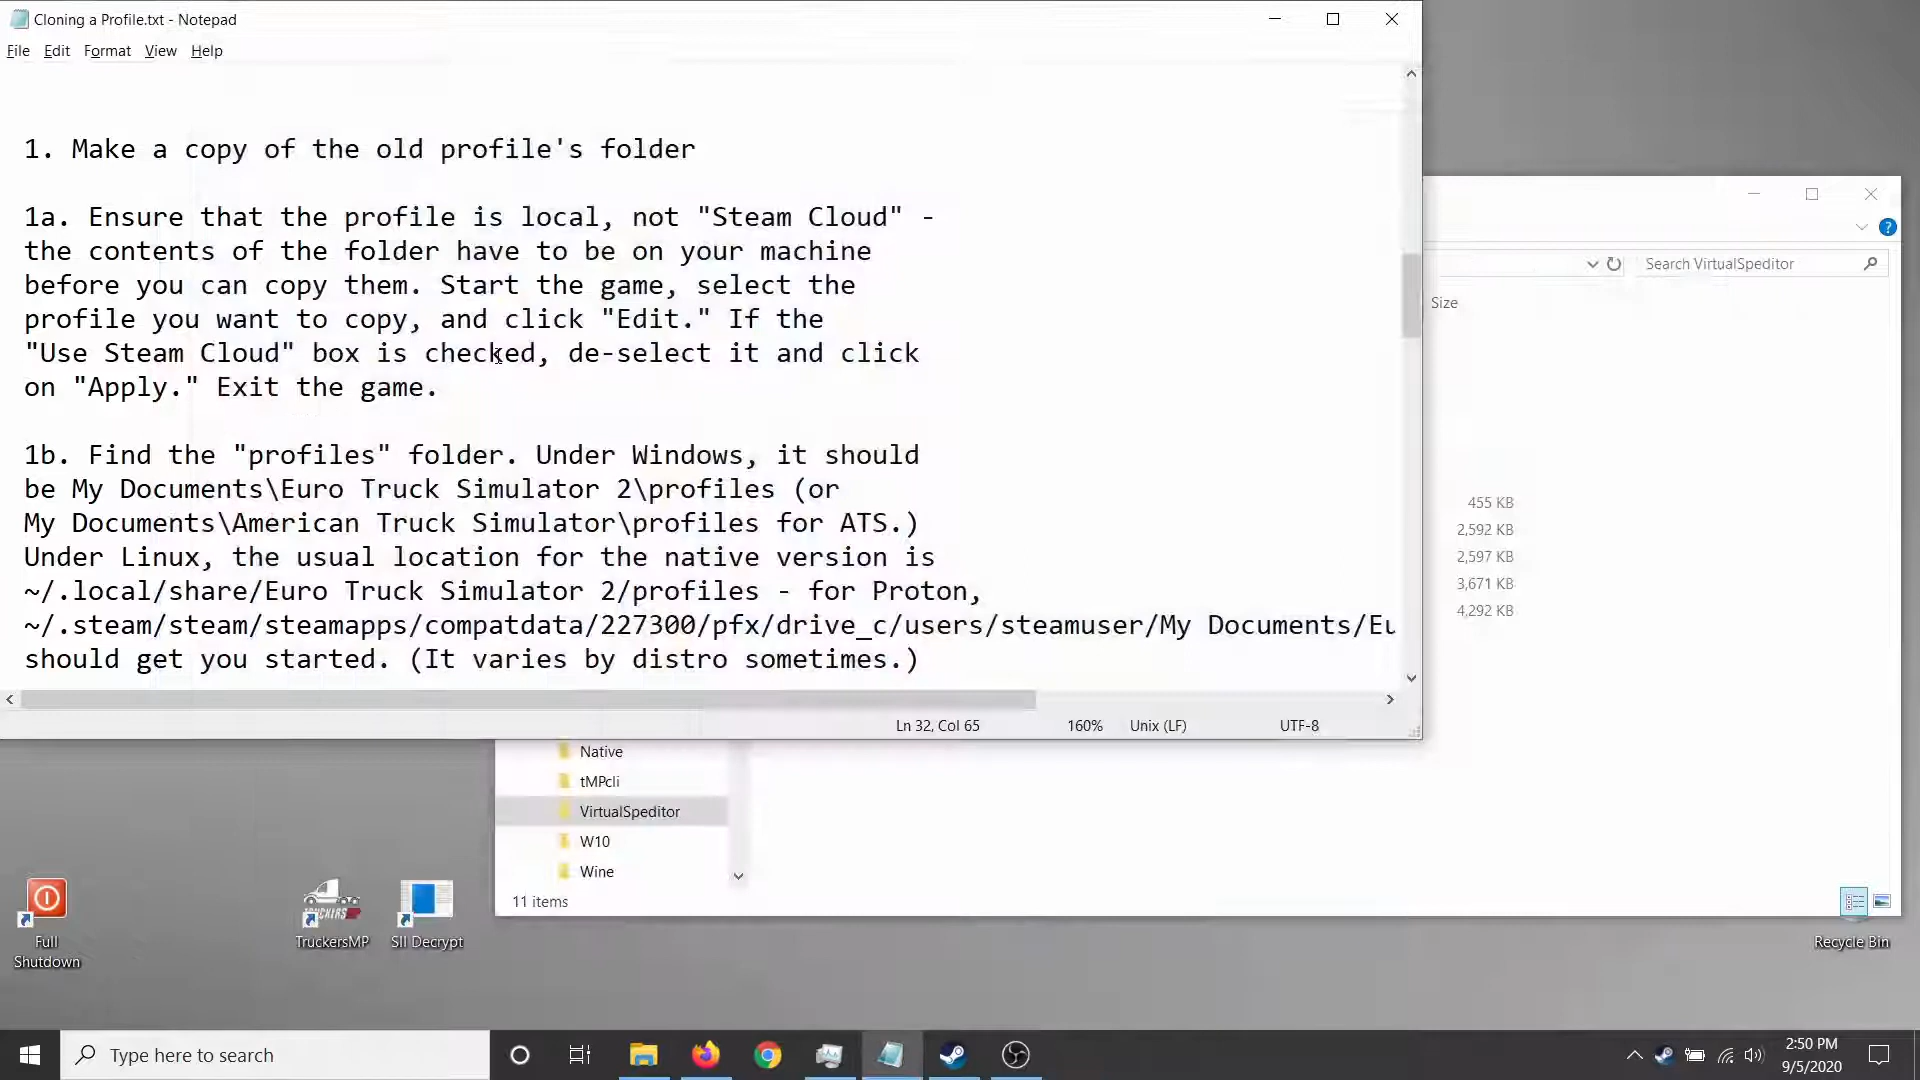 Cloning a Profile.txt - Notepad
File Edit Format View Help
1. Make a copy of the old profile's folder
1a. Ensure that the profile is local, not "Steam Cloud" -
the contents of the folder have to be on your machine
before you can copy them. Start the game, select the
profile you want to copy, and click "Edit." If the
"Use Steam Cloud" box is checked, de-select it and click
on "Apply." Exit the game.
1b. Find the "profiles" folder. Under Windows, it should
be My Documents\Euro Truck Simulator 2\profiles (or
My Documents\American Truck Simulator\profiles for ATS.)
Under Linux, the usual location for the native version is
~/.local/share/Euro Truck Simulator 2/profiles - for Proton,
~/.steam/steam/steamapps/compatdata/227300/pfx/drive_c/users/steamuser/My Documents/Eu
should get you started. (It varies by distro sometimes.)
Ln 32, Col 65 160% Unix (LF) UTF-8
Search VirtualSpeditor
Size
455 KB
2,592 KB
2,597 KB
3,671 KB
4,292 KB
Native
tMPcli
VirtualSpeditor
W10
Wine
11 items
Full
Shutdown
TRUCKERSMP
TruckersMP
SII Decrypt
Recycle Bin
Type here to search
2:50 PM
9/5/2020